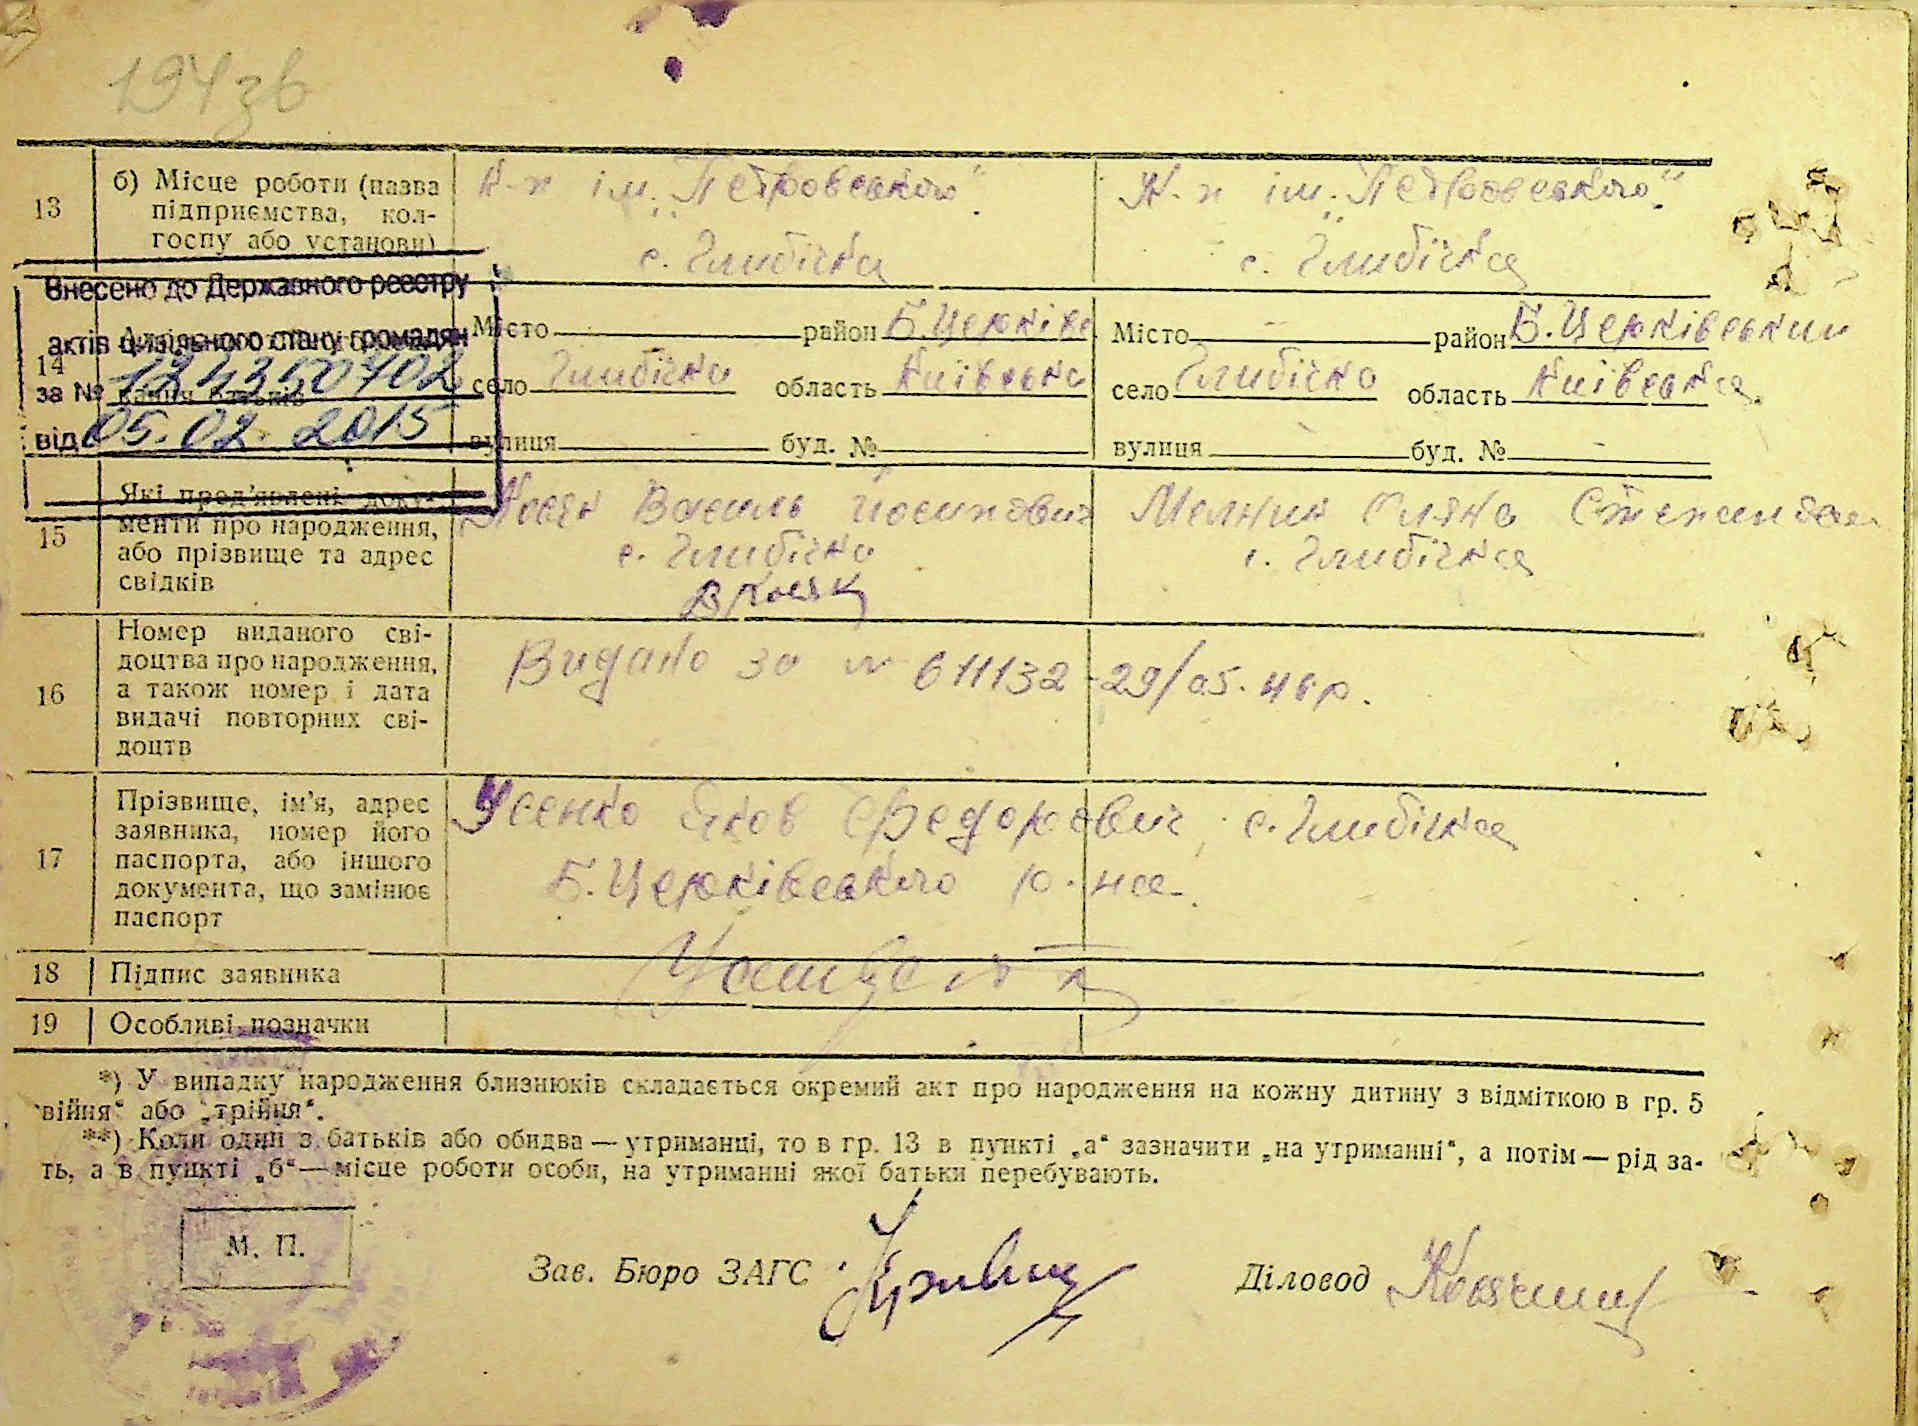 194зв
13 б) Місце роботи (назва підприємства, колгоспу або установи) К-п ім. „Петровського" с. Глибічка К-п ім. „Петровського" с. Глибічка
Внесено до Державного реєстру
актів цивільного стану громадян
за №
від 05.02.2015
14
Місто район Б.Церківс Місто район Б.Церківський
село Глибічка область Київська село Глибічка область Київська
вулиця буд. № вулиця буд. №
15 Які пред'явлені документи про народження, або прізвище та адрес свідків
Василь Йосипович
с. Глибічка
с. Глибічка
16 Номер виданого свідоцтва про народження, а також номер і дата видачі повторних свідоцтв
Видано за № 611132 - 29/05. 46 р.
17 Прізвище, ім'я, адрес заявника, номер його паспорта, або іншого документа, що замінює паспорт
Усенко Яков Федорович с. Глибічка
Б.Церківського р-на.
18 Підпис заявника
19 Особливі позначки
*) У випадку народження близнюків складається окремий акт про народження на кожну дитину з відміткою в гр. 5
війня" або „трійня".
**) Коли один з батьків або обидва — утриманці, то в гр. 13 в пункті „а" зазначити „на утриманні", а потім — рід за-
ть, а в пункті „б" — місце роботи особи, на утриманні якої батьки перебувають.
М. П.
Зав. Бюро ЗАГС Діловод